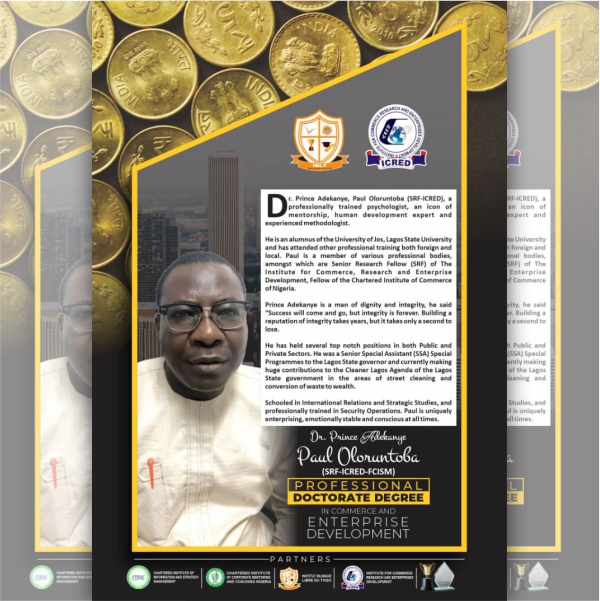 HSLT
ICRED
Dr. Prince Adekanye, Paul Oloruntoba (SRF-ICRED), a
professionally trained psychologist, an icon of
mentorship, human development expert and
experienced methodologist.
He is an alumnus of the University of Jos, Lagos State University
and has attended other professional training both foreign and
local. Paul is a member of various professional bodies,
amongst which are Senior Research Fellow (SRF) of The
Institute for Commerce, Research and Enterprise
Development, Fellow of the Chartered Institute of Commerce
of Nigeria.
Prince Adekanye is a man of dignity and integrity, he said
“Success will come and go, but integrity is forever. Building a
reputation of integrity takes years, but it takes only a second to
lose.
He has held several top notch positions in both Public and
Private Sectors. He was a Senior Special Assistant (SSA) Special
Programmes to the Lagos State governor and currently making
huge contributions to the Cleaner Lagos Agenda of the Lagos
State government in the areas of street cleaning and
conversion of waste to wealth.
Schooled in International Relations and Strategic Studies, and
professionally trained in Security Operations. Paul is uniquely
enterprising, emotionally stable and conscious at all times.
Dr. Prince Adekanye
Paul Oloruntoba
(SRF-ICRED-FCISM)
PROFESSIONAL
DOCTORATE DEGREE
IN COMMERCE AND
ENTERPRISE
DEVELOPMENT
PARTNERS
CHARTERED INSTITUTE OF
INFORMATION AND STRATEGY
MANAGEMENT
CHARTERED INSTITUTE
OF CORPORATE MENTORING
AND COACHING NIGERIA
INSTITUT BILINGUE
LIBRE DU TOGO
INSTITUTE FOR COMMERCE
RESEARCH AND ENTERPRISES
DEVELOPMENT